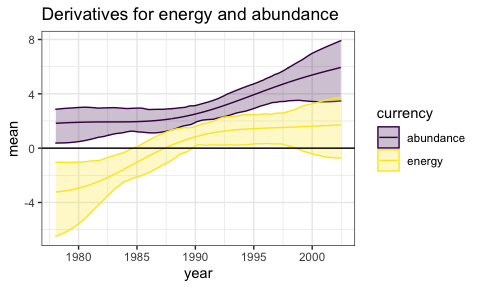 Derivatives for energy and abundance
8
4
0
-4
mean
1980 1985 1990 1995 2000
year
currency
abundance
energy